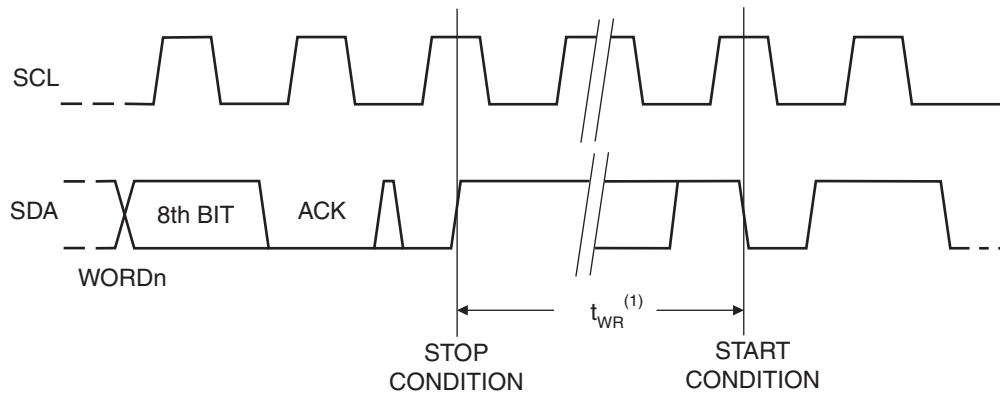 SCL
SDA
8th BIT
ACK
WORDn
tWR(1)
STOP
CONDITION
START
CONDITION